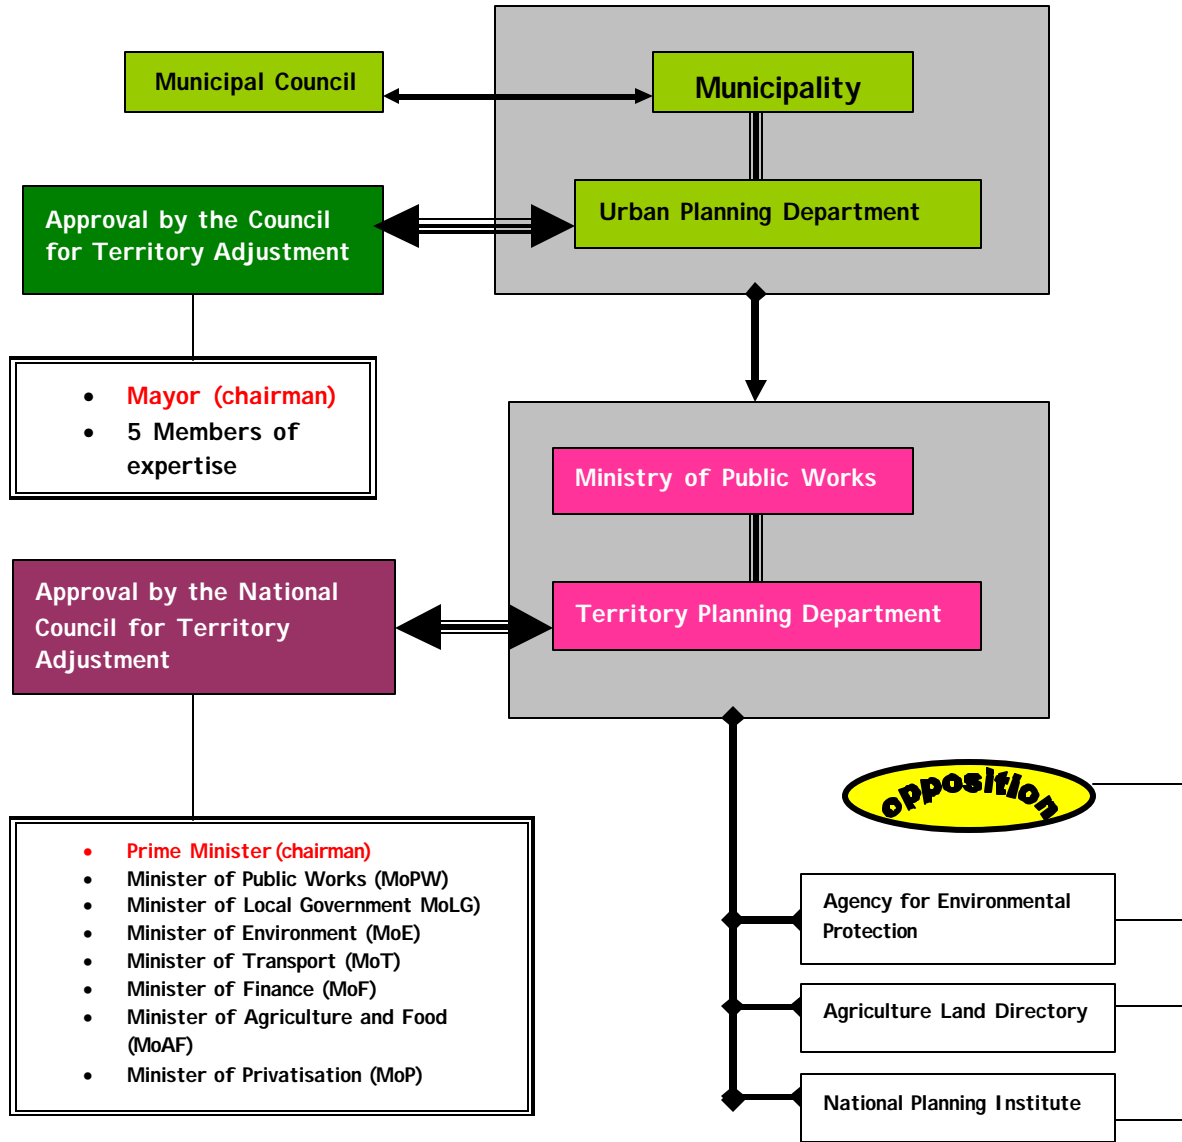 Municipal Council
Municipality
Approval by the Council
for Territory Adjustment
Urban Planning Department
• Mayor (chairman)
• 5 Members of
expertise
Ministry of Public Works
Approval by the National
Council for Territory
Adjustment
Territory Planning Department
opposition
• Prime Minister (chairman)
• Minister of Public Works (MoPW)
• Minister of Local Government MoLG)
• Minister of Environment (MoE)
• Minister of Transport (MoT)
• Minister of Finance (MoF)
• Minister of Agriculture and Food
(MoAF)
• Minister of Privatisation (MoP)
Agency for Environmental
Protection
Agriculture Land Directory
National Planning Institute